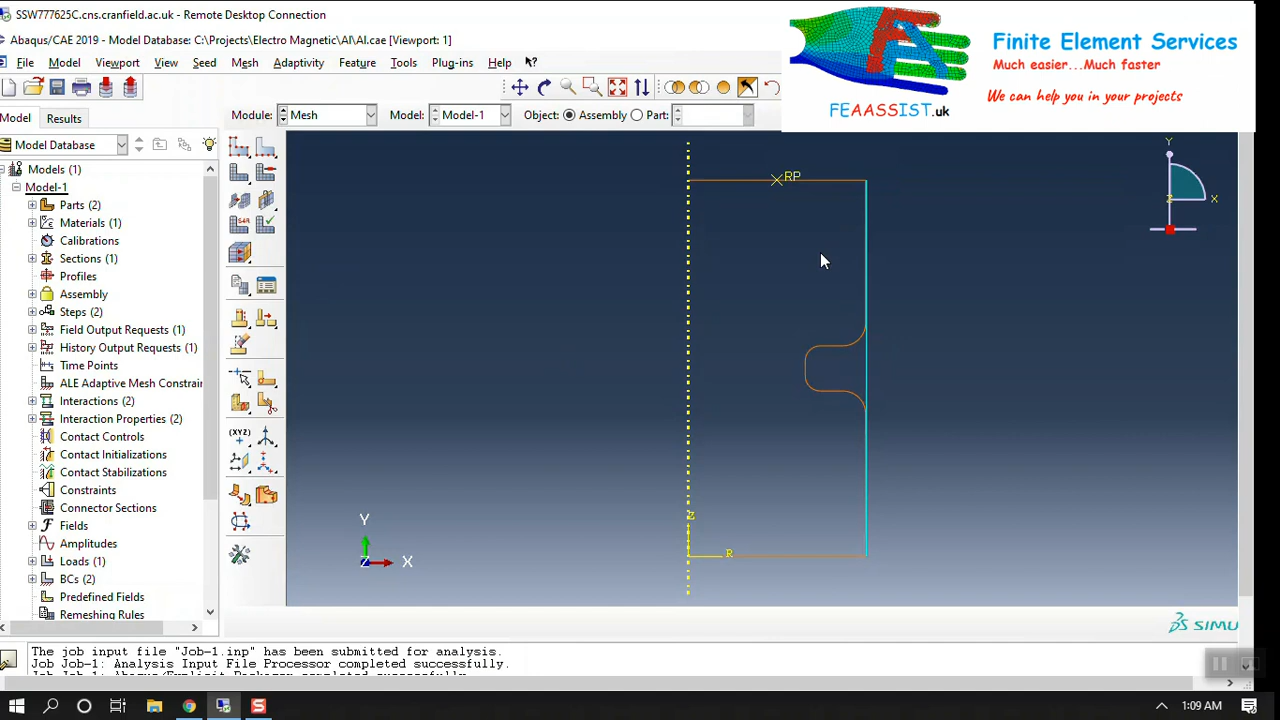 SSW777625C.cns.cranfield.ac.uk - Remote Desktop Connection
Abaqus/CAE 2019 - Model Database: C:\Projects\Electro Magnetic\Al\Al.cae [Viewport: 1]
File Model Viewport View Seed Mesh Adaptivity Feature Tools Plug-ins Help
Finite Element Services
Much easier...Much faster
We can help you in your projects
FEA
FEAASSIST.uk
Model Results
Module: Mesh Model: Model-1 Object: Assembly Part:
Model Database
Models (1)
Model-1
Parts (2)
Materials (1)
Calibrations
Sections (1)
Profiles
Assembly
Steps (2)
Field Output Requests (1)
History Output Requests (1)
Time Points
ALE Adaptive Mesh Constrai
Interactions (2)
Interaction Properties (2)
Contact Controls
Contact Initializations
Contact Stabilizations
Constraints
Connector Sections
Fields
Amplitudes
Loads (1)
BCs (2)
Predefined Fields
Remeshing Rules
S4R
(XYZ)
RP
Y
Z X
Z
R
Y
Z X
SIMU
The job input file "Job-1.inp" has been submitted for analysis.
Job Job-1: Analysis Input File Processor completed successfully.
1:09 AM